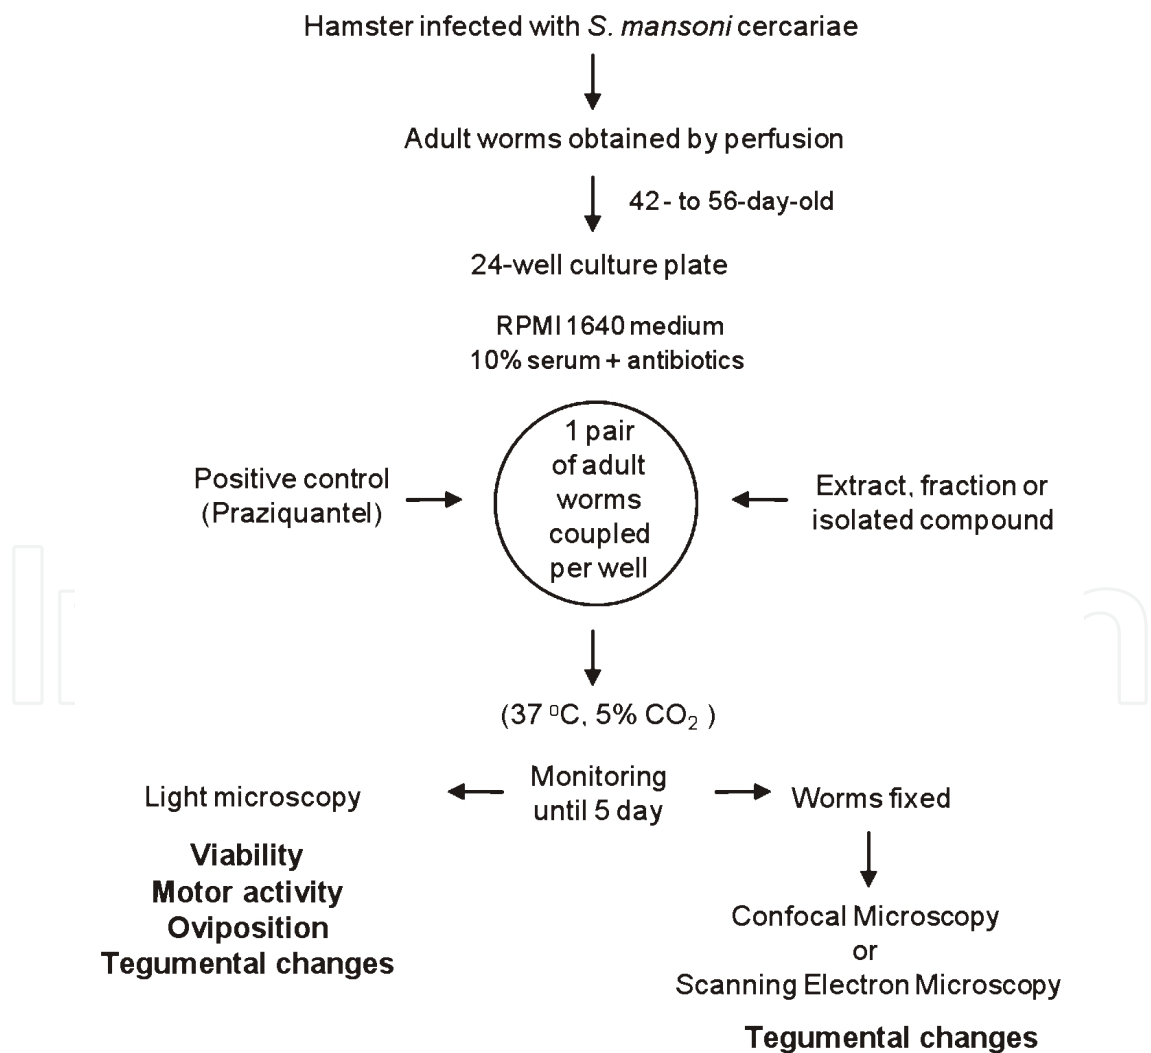 Hamster infected with S. mansoni cercariae
Adult worms obtained by perfusion
42- to 56-day-old
24-well culture plate
RPMI 1640 medium
10% serum + antibiotics
1 pair
of adult
worms
coupled
per well
Positive control
(Praziquantel)
Extract, fraction or
isolated compound
(37 ºC, 5% CO₂ )
Monitoring
until 5 day
Light microscopy
Viability
Motor activity
Oviposition
Tegumental changes
Worms fixed
Confocal Microscopy
or
Scanning Electron Microscopy
Tegumental changes